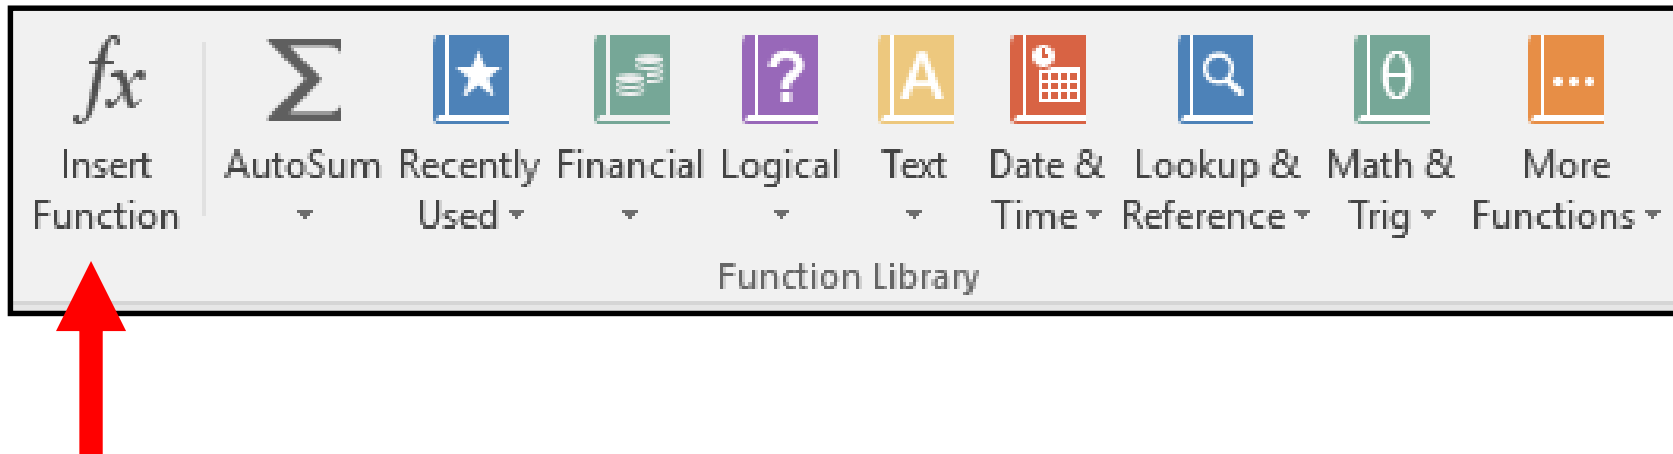 fx
Σ
?
A
θ
Insert
Function
AutoSum
Recently
Used
Financial
Logical
Text
Date &
Time
Lookup &
Reference
Math &
Trig
More
Functions
Function Library